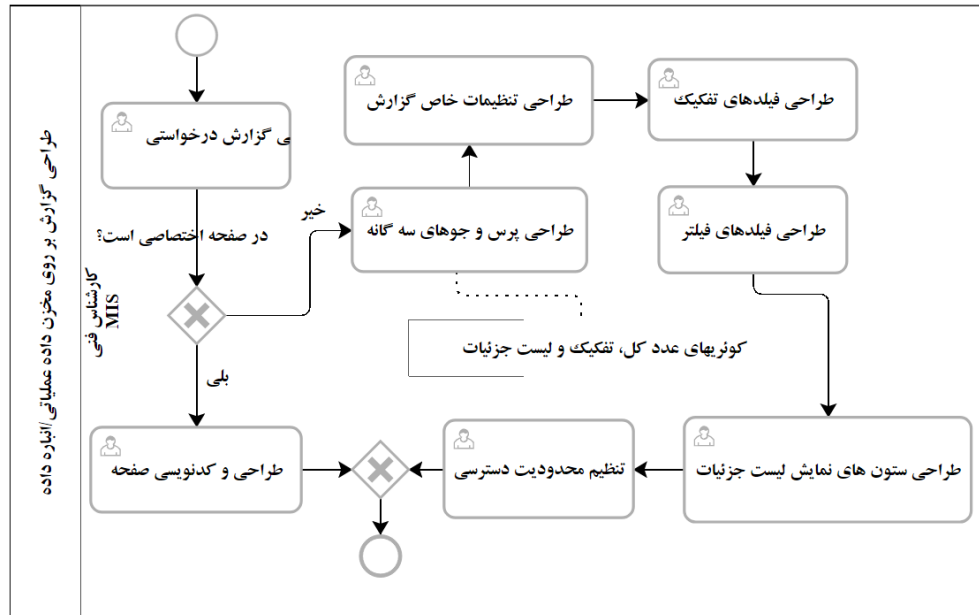 طراحی گزارش بر روی مخزن داده عملیاتی/انباره داده
کارشناس فنی
MIS
ی گزارش درخواستی
در صفحه اختصاصی است؟
خیر
بلی
طراحی پرس و جوهای سه گانه
طراحی تنظیمات خاص گزارش
طراحی فیلدهای تفکیک
طراحی فیلدهای فیلتر
کوئریهای عدد کل، تفکیک و لیست جزئیات
طراحی ستون های نمایش لیست جزئیات
تنظیم محدودیت دسترسی
طراحی و کدنویسی صفحه